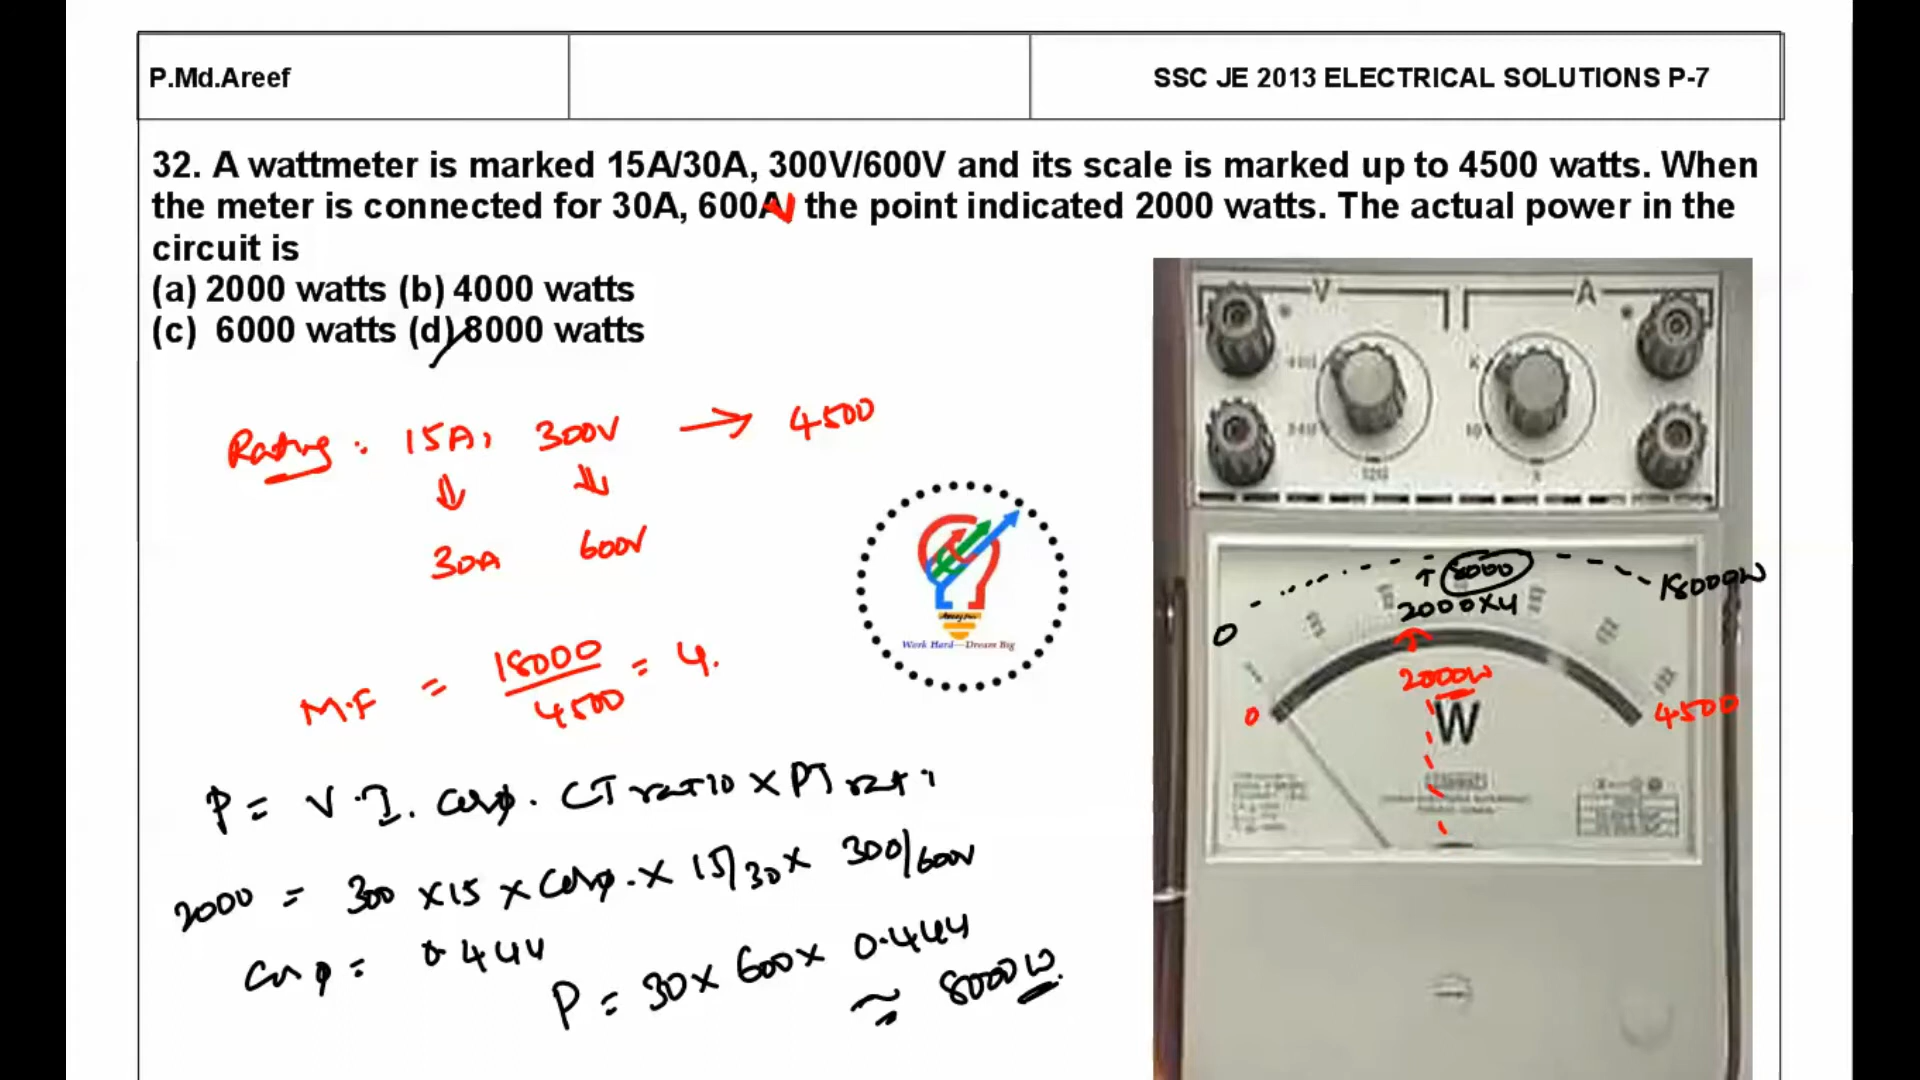 P.Md.Areef
SSC JE 2013 ELECTRICAL SOLUTIONS P-7
32. A wattmeter is marked 15A/30A, 300V/600V and its scale is marked up to 4500 watts. When
the meter is connected for 30A, 600A V the point indicated 2000 watts. The actual power in the
circuit is
(a) 2000 watts (b) 4000 watts
(c) 6000 watts (d) 8000 watts
Rating : 15A, 300V → 4500
30A 600V
M.F = 18000/4500 = 4.
P = V.I. cosφ. CT ratio × PT rati
2000 = 300 × 15 × cosφ. × 15/30 × 300/600V
cosφ = 0.444
P = 30 × 600 × 0.444
≈ 8000W.
Work Hard—Dream Big
V A
0 8000 18000W
2000×4
2000W
0 4500
W